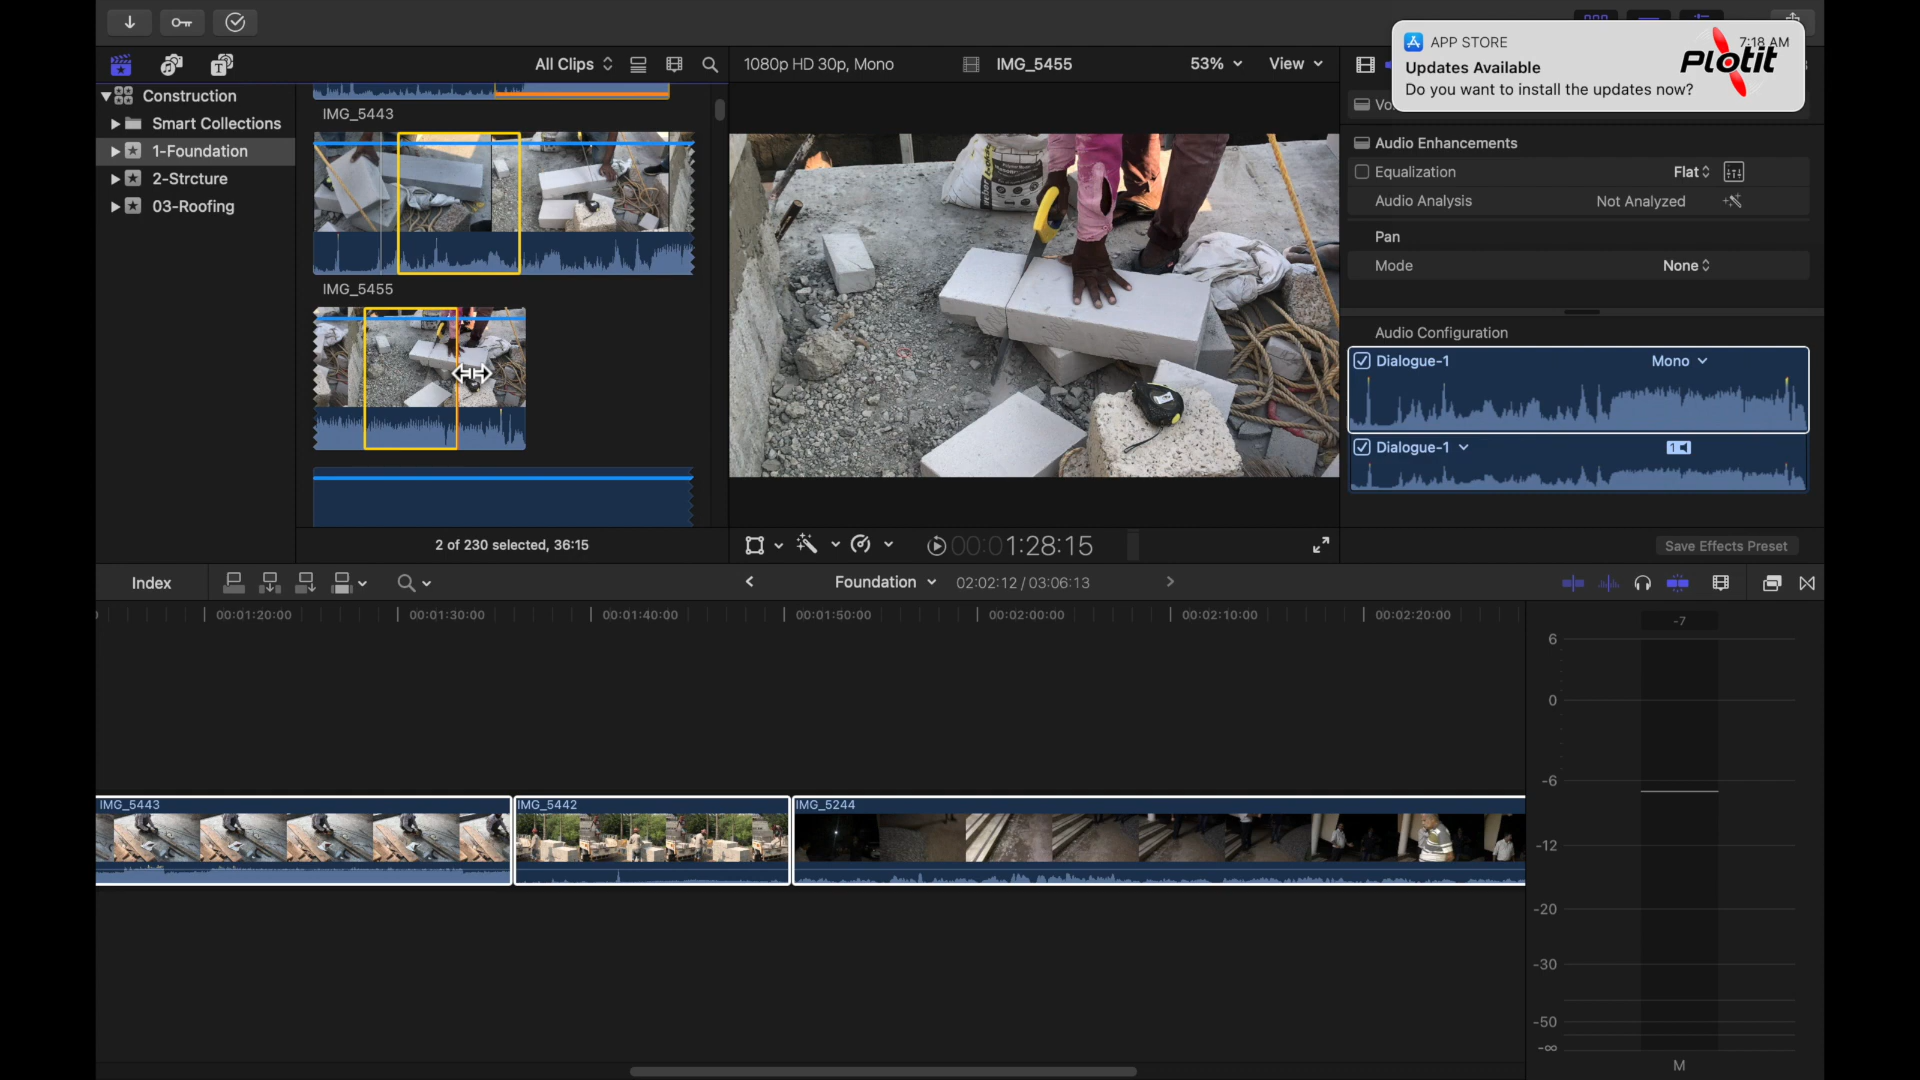 All Clips
1080p HD 30p, Mono
IMG_5455
53%
View
APP STORE
7:18 AM
Plotit
Updates Available
Do you want to install the updates now?
Construction
Smart Collections
1-Foundation
2-Strcture
03-Roofing
IMG_5443
IMG_5455
Audio Enhancements
Equalization
Flat
Audio Analysis
Not Analyzed
Pan
Mode
None
Audio Configuration
Dialogue-1
Mono
Dialogue-1
1
2 of 230 selected, 36:15
00:01:28:15
Save Effects Preset
Index
Foundation
02:02:12 / 03:06:13
00:01:20:00
00:01:30:00
00:01:40:00
00:01:50:00
00:02:00:00
00:02:10:00
00:02:20:00
IMG_5443
IMG_5442
IMG_5244
-7
6
0
-6
-12
-20
-30
-50
-∞
M